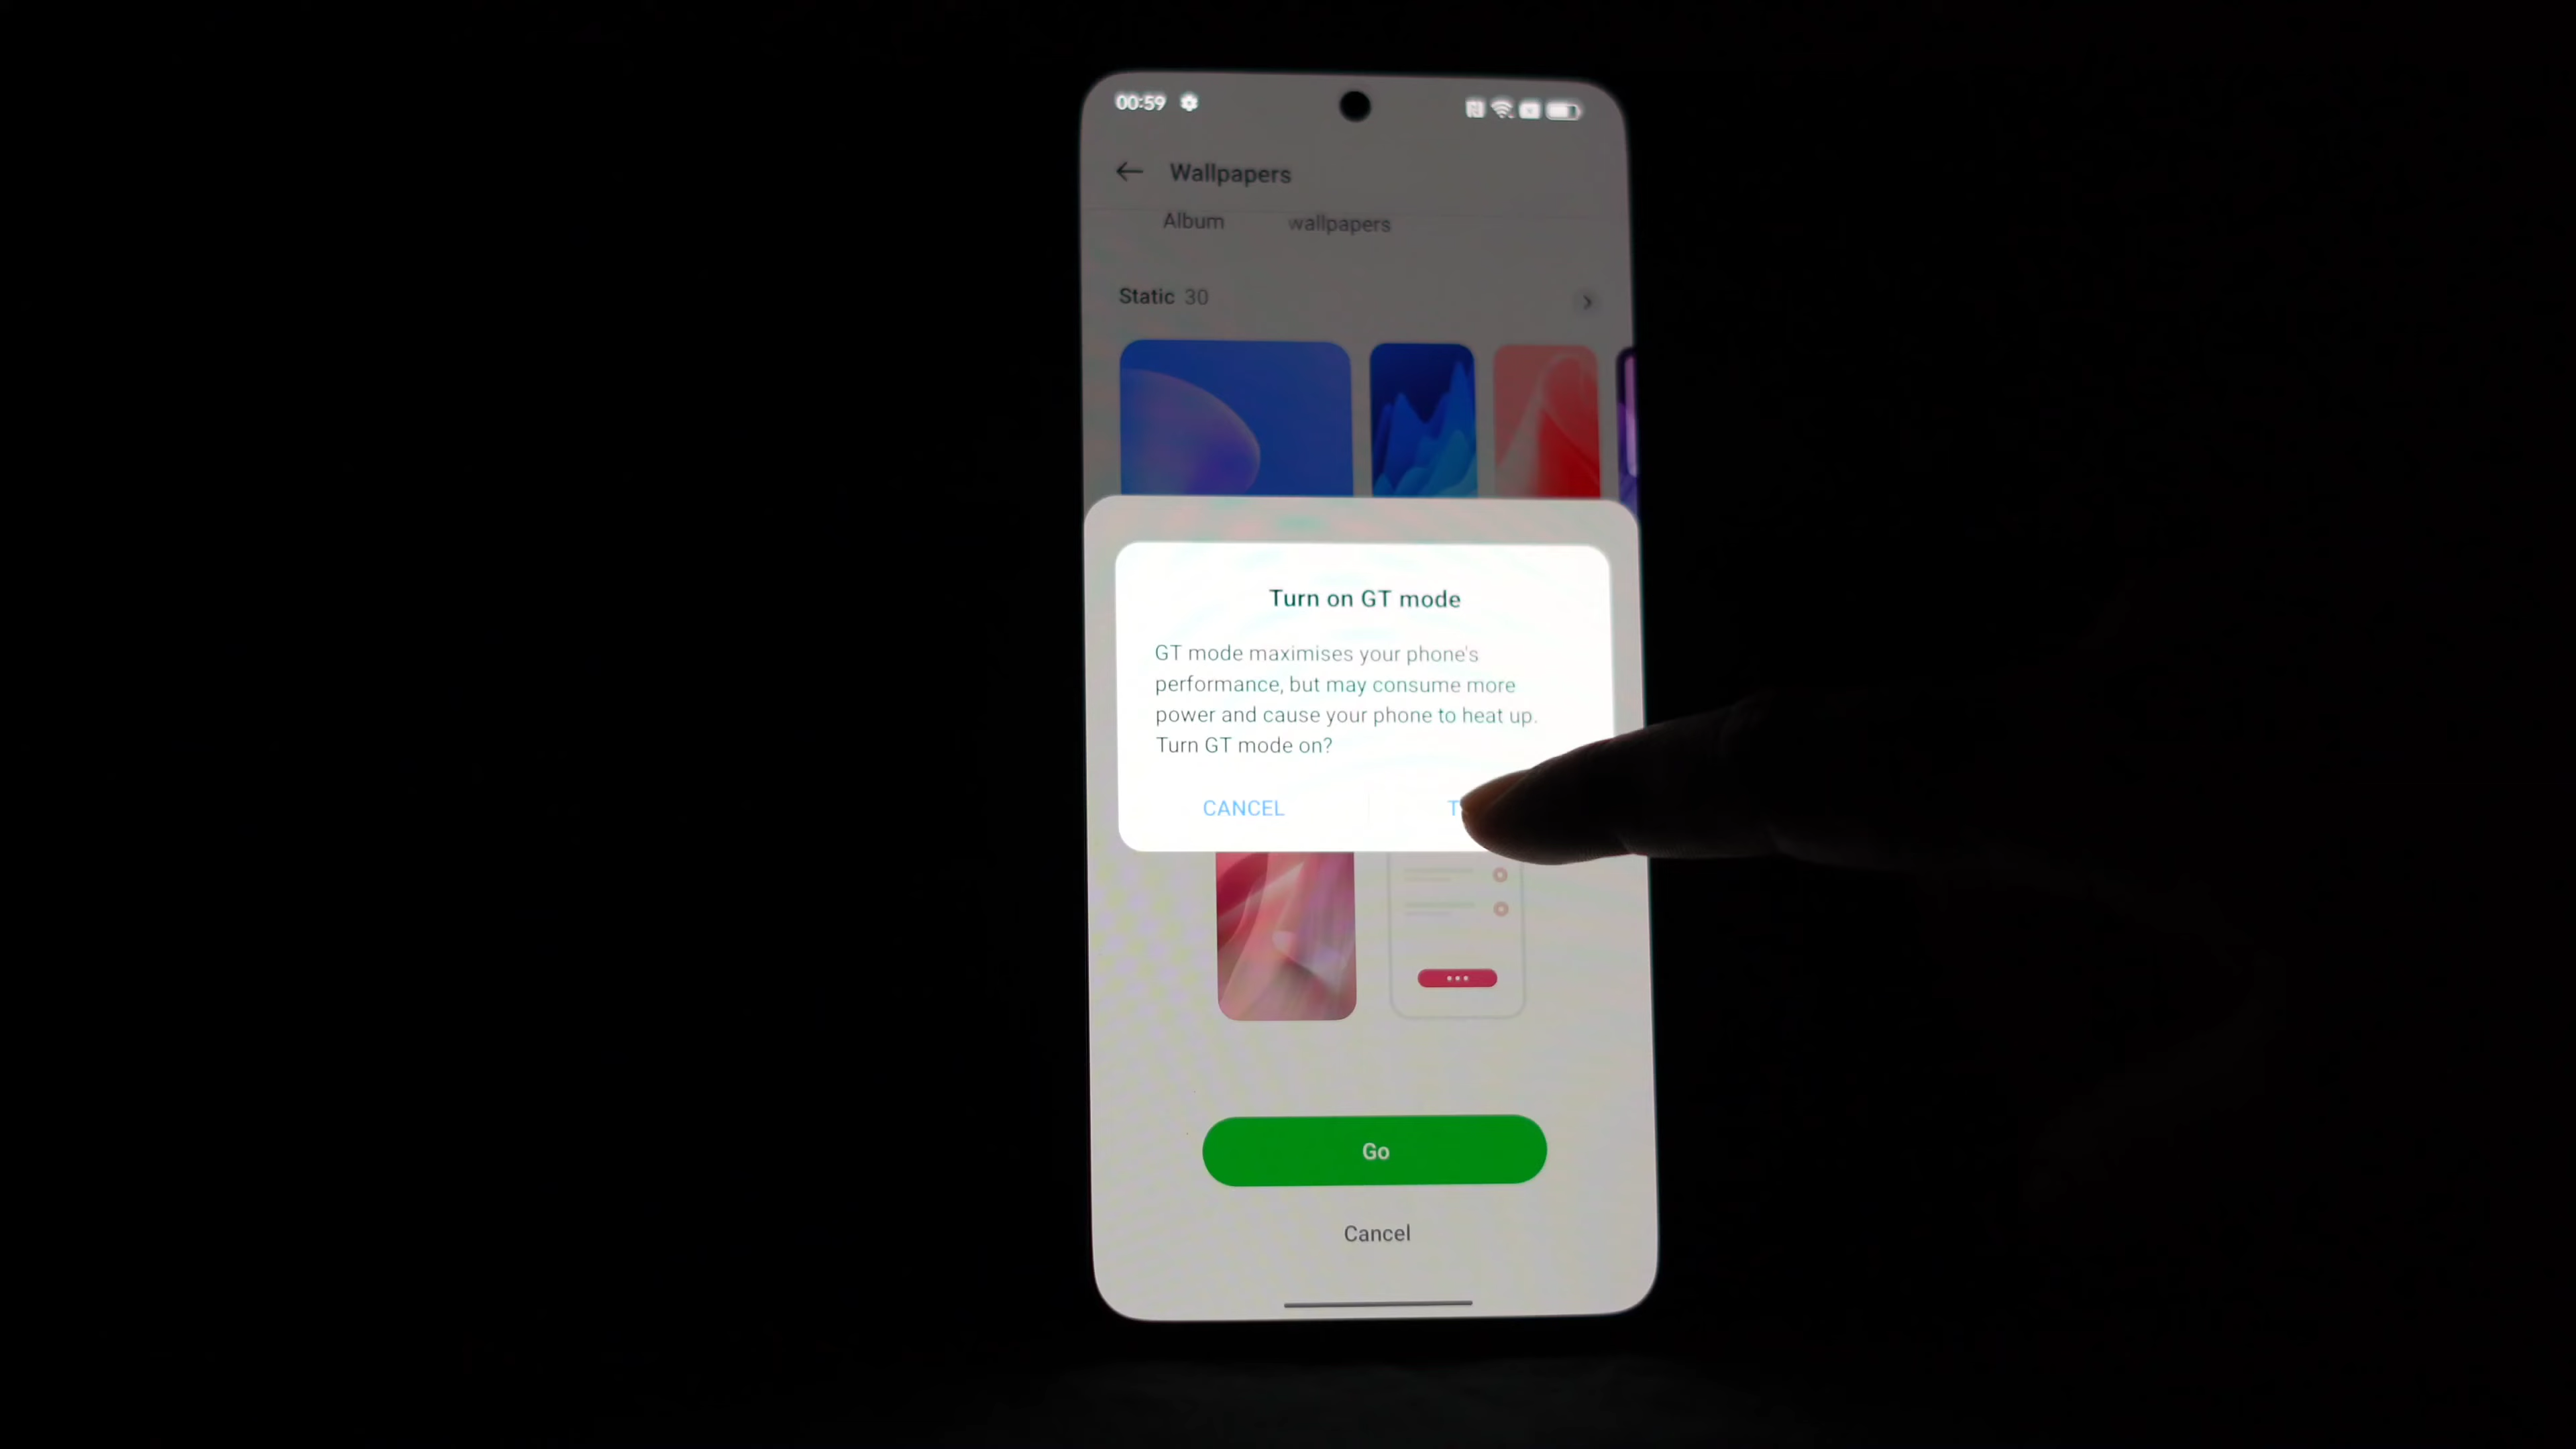 00:59
Wallpapers
Album wallpapers
Static 30
Turn on GT mode
GT mode maximises your phone's
performance, but may consume more
power and cause your phone to heat up.
Turn GT mode on?
CANCEL
Go
Cancel